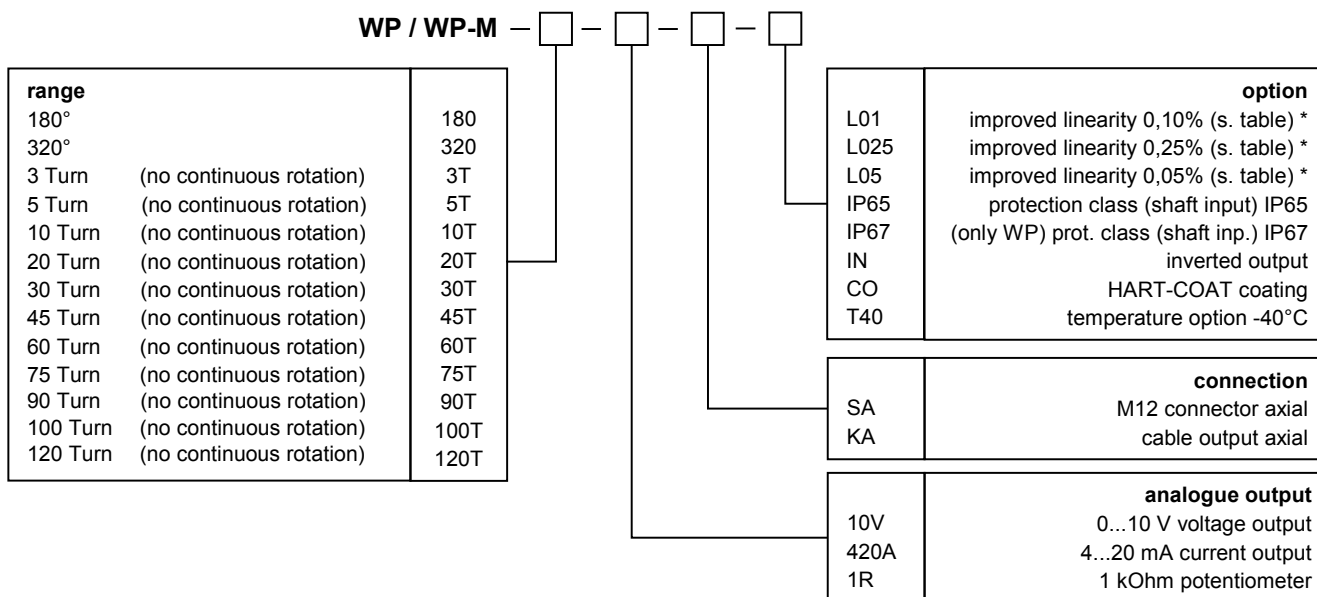 WP / WP-M – – – –
range
180° 180
320° 320
3 Turn (no continuous rotation) 3T
5 Turn (no continuous rotation) 5T
10 Turn (no continuous rotation) 10T
20 Turn (no continuous rotation) 20T
30 Turn (no continuous rotation) 30T
45 Turn (no continuous rotation) 45T
60 Turn (no continuous rotation) 60T
75 Turn (no continuous rotation) 75T
90 Turn (no continuous rotation) 90T
100 Turn (no continuous rotation) 100T
120 Turn (no continuous rotation) 120T
option
L01 improved linearity 0,10% (s. table) *
L025 improved linearity 0,25% (s. table) *
L05 improved linearity 0,05% (s. table) *
IP65 protection class (shaft input) IP65
IP67 (only WP) prot. class (shaft inp.) IP67
IN inverted output
CO HART-COAT coating
T40 temperature option -40°C
connection
SA M12 connector axial
KA cable output axial
analogue output
10V 0...10 V voltage output
420A 4...20 mA current output
1R 1 kOhm potentiometer